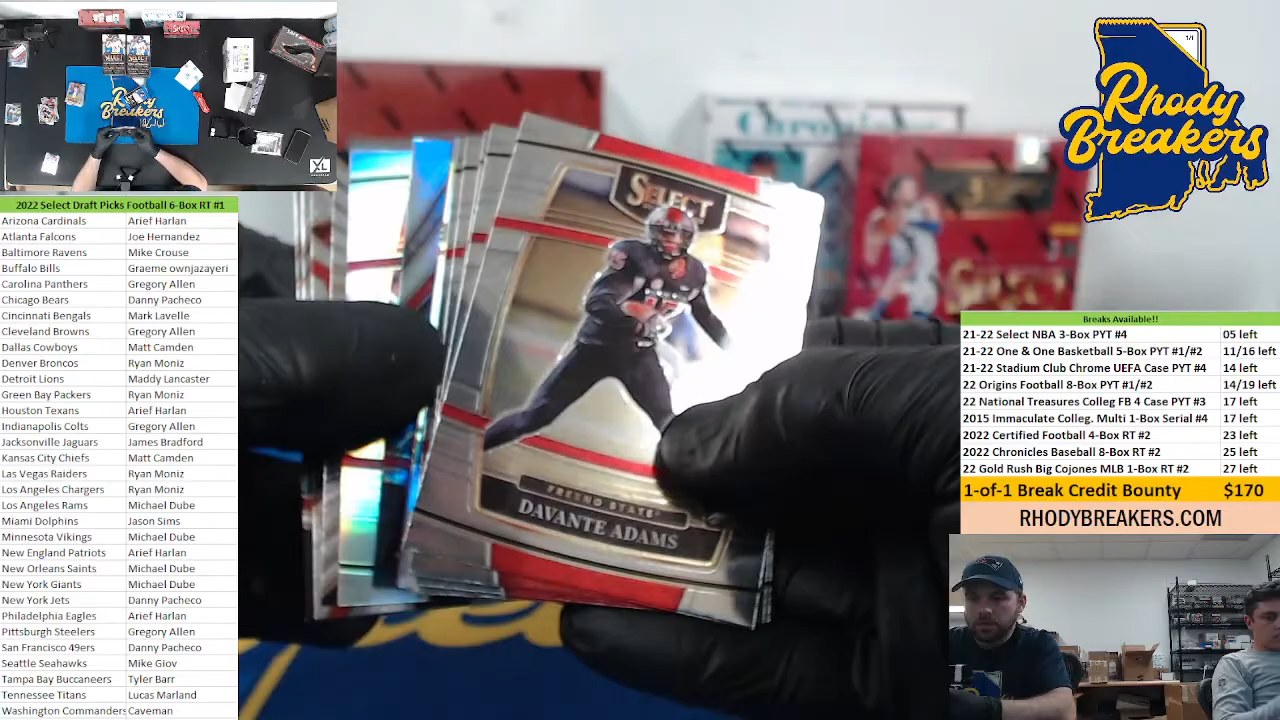 2022 Select Draft Picks Football 6-Box RT #1
Arizona Cardinals Arief Harlan
Atlanta Falcons Joe Hernandez
Baltimore Ravens Mike Crouse
Buffalo Bills Graeme ownjazayeri
Carolina Panthers Gregory Allen
Chicago Bears Danny Pacheco
Cincinnati Bengals Mark Lavelle
Cleveland Browns Gregory Allen
Dallas Cowboys Matt Camden
Denver Broncos Ryan Moniz
Detroit Lions Maddy Lancaster
Green Bay Packers Ryan Moniz
Houston Texans Arief Harlan
Indianapolis Colts Gregory Allen
Jacksonville Jaguars James Bradford
Kansas City Chiefs Matt Camden
Las Vegas Raiders Ryan Moniz
Los Angeles Chargers Ryan Moniz
Los Angeles Rams Michael Dube
Miami Dolphins Jason Sims
Minnesota Vikings Michael Dube
New England Patriots Arief Harlan
New Orleans Saints Michael Dube
New York Giants Michael Dube
New York Jets Danny Pacheco
Philadelphia Eagles Arief Harlan
Pittsburgh Steelers Gregory Allen
San Francisco 49ers Danny Pacheco
Seattle Seahawks Mike Giov
Tampa Bay Buccaneers Tyler Barr
Tennessee Titans Lucas Marland
Washington Commanders Caveman
Rhody
Breakers
XL
SELECT
FRESNO STATE
DAVANTE ADAMS
1/1
Rhody
Breakers
Breaks Available!!
21-22 Select NBA 3-Box PYT #4 05 left
21-22 One & One Basketball 5-Box PYT #1/#2 11/16 left
21-22 Stadium Club Chrome UEFA Case PYT #4 14 left
22 Origins Football 8-Box PYT #1/#2 14/19 left
22 National Treasures Colleg FB 4 Case PYT #3 17 left
2015 Immaculate Colleg. Multi 1-Box Serial #4 17 left
2022 Certified Football 4-Box RT #2 23 left
2022 Chronicles Baseball 8-Box RT #2 25 left
22 Gold Rush Big Cojones MLB 1-Box RT #2 27 left
1-of-1 Break Credit Bounty $170
RHODYBREAKERS.COM